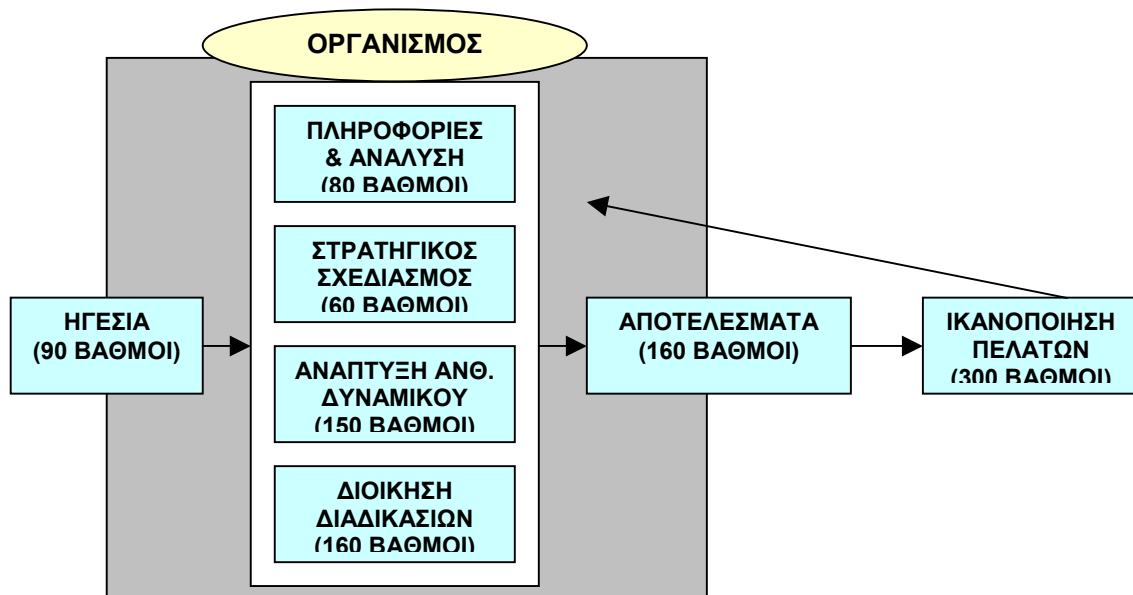 ΟΡΓΑΝΙΣΜΟΣ
ΠΛΗΡΟΦΟΡΙΕΣ
& ΑΝΑΛΥΣΗ
(80 ΒΑΘΜΟΙ)
ΣΤΡΑΤΗΓΙΚΟΣ
ΣΧΕΔΙΑΣΜΟΣ
(60 ΒΑΘΜΟΙ)
ΗΓΕΣΙΑ
(90 ΒΑΘΜΟΙ)
ΑΝΑΠΤΥΞΗ ΑΝΘ.
ΔΥΝΑΜΙΚΟΥ
(150 ΒΑΘΜΟΙ)
ΔΙΟΙΚΗΣΗ
ΔΙΑΔΙΚΑΣΙΩΝ
(160 ΒΑΘΜΟΙ)
ΑΠΟΤΕΛΕΣΜΑΤΑ
(160 ΒΑΘΜΟΙ)
ΙΚΑΝΟΠΟΙΗΣΗ
ΠΕΛΑΤΩΝ
(300 ΒΑΘΜΟΙ)